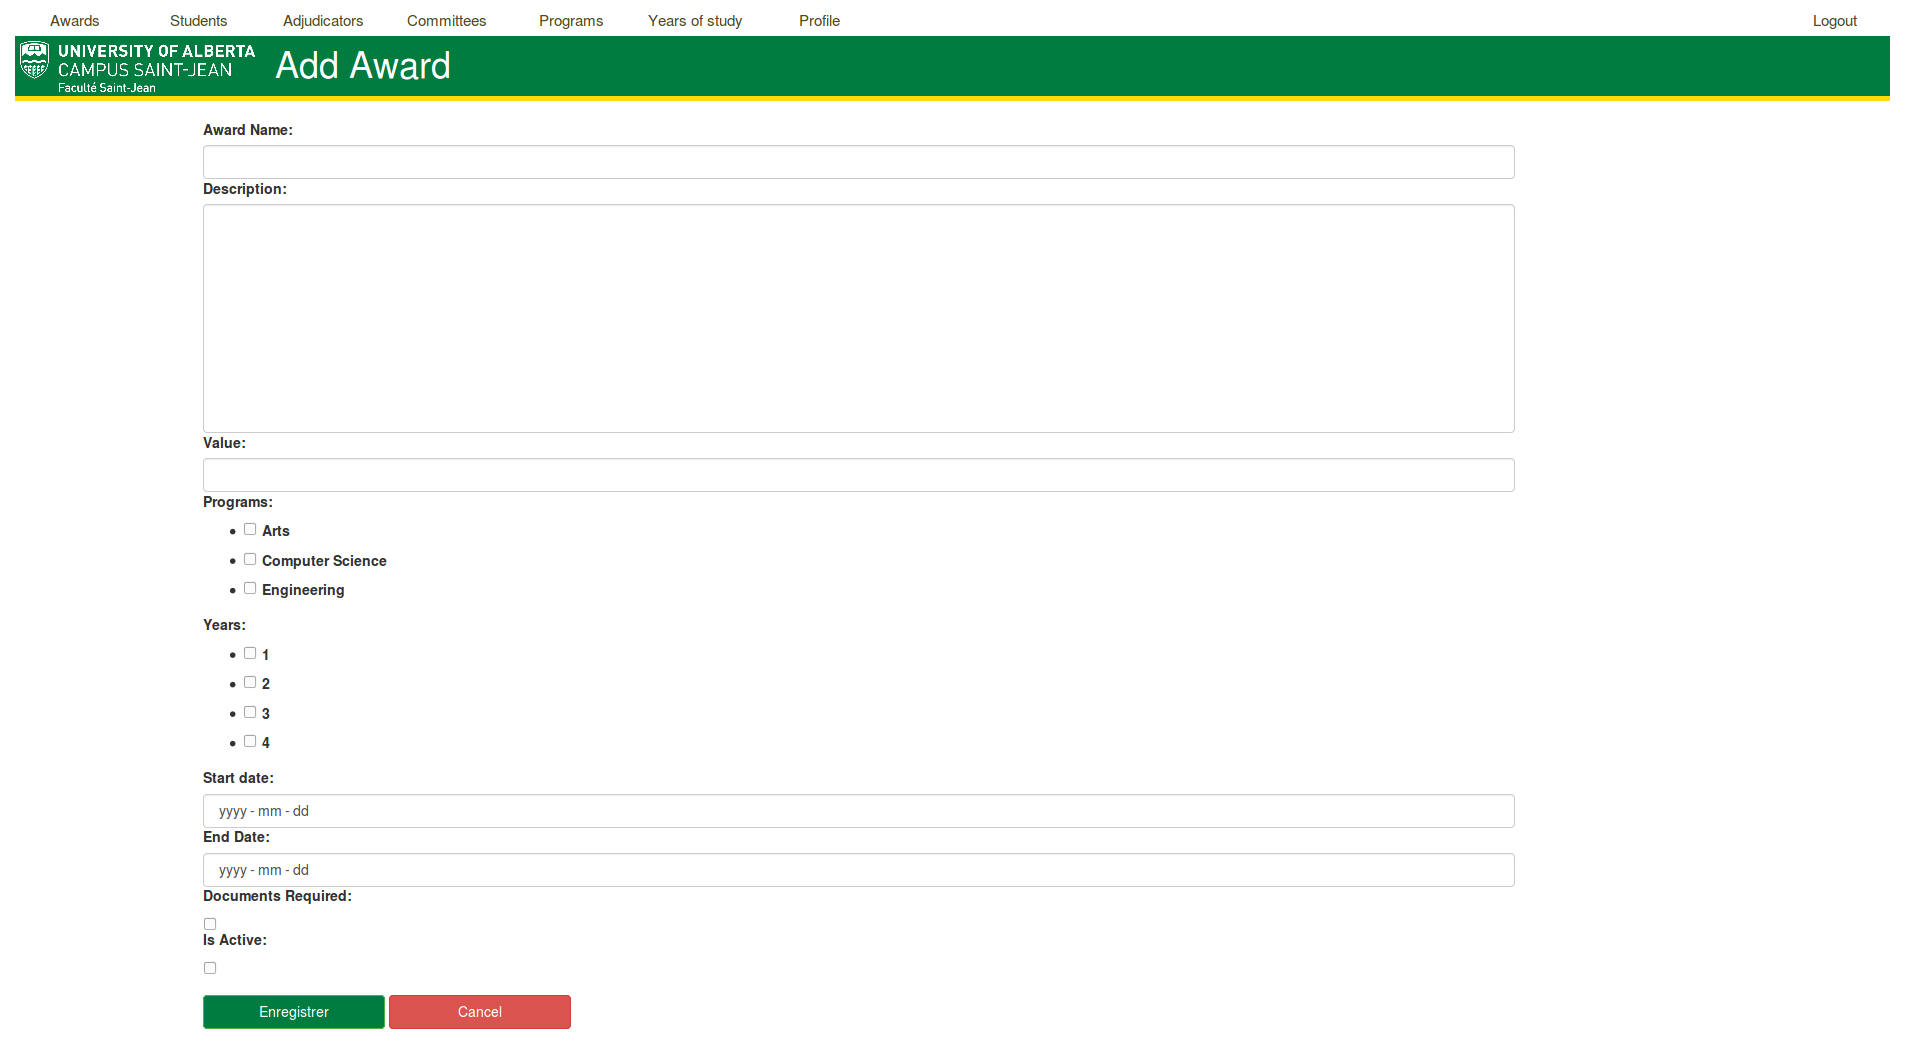 Awards Students Adjudicators Committees Programs Years of study Profile Logout
UNIVERSITY OF ALBERTA
CAMPUS SAINT-JEAN
Faculté Saint-Jean
Add Award
Award Name:
Description:
Value:
Programs:
Arts
Computer Science
Engineering
Years:
1
2
3
4
Start date:
yyyy - mm - dd
End Date:
yyyy - mm - dd
Documents Required:
Is Active:
Enregistrer Cancel